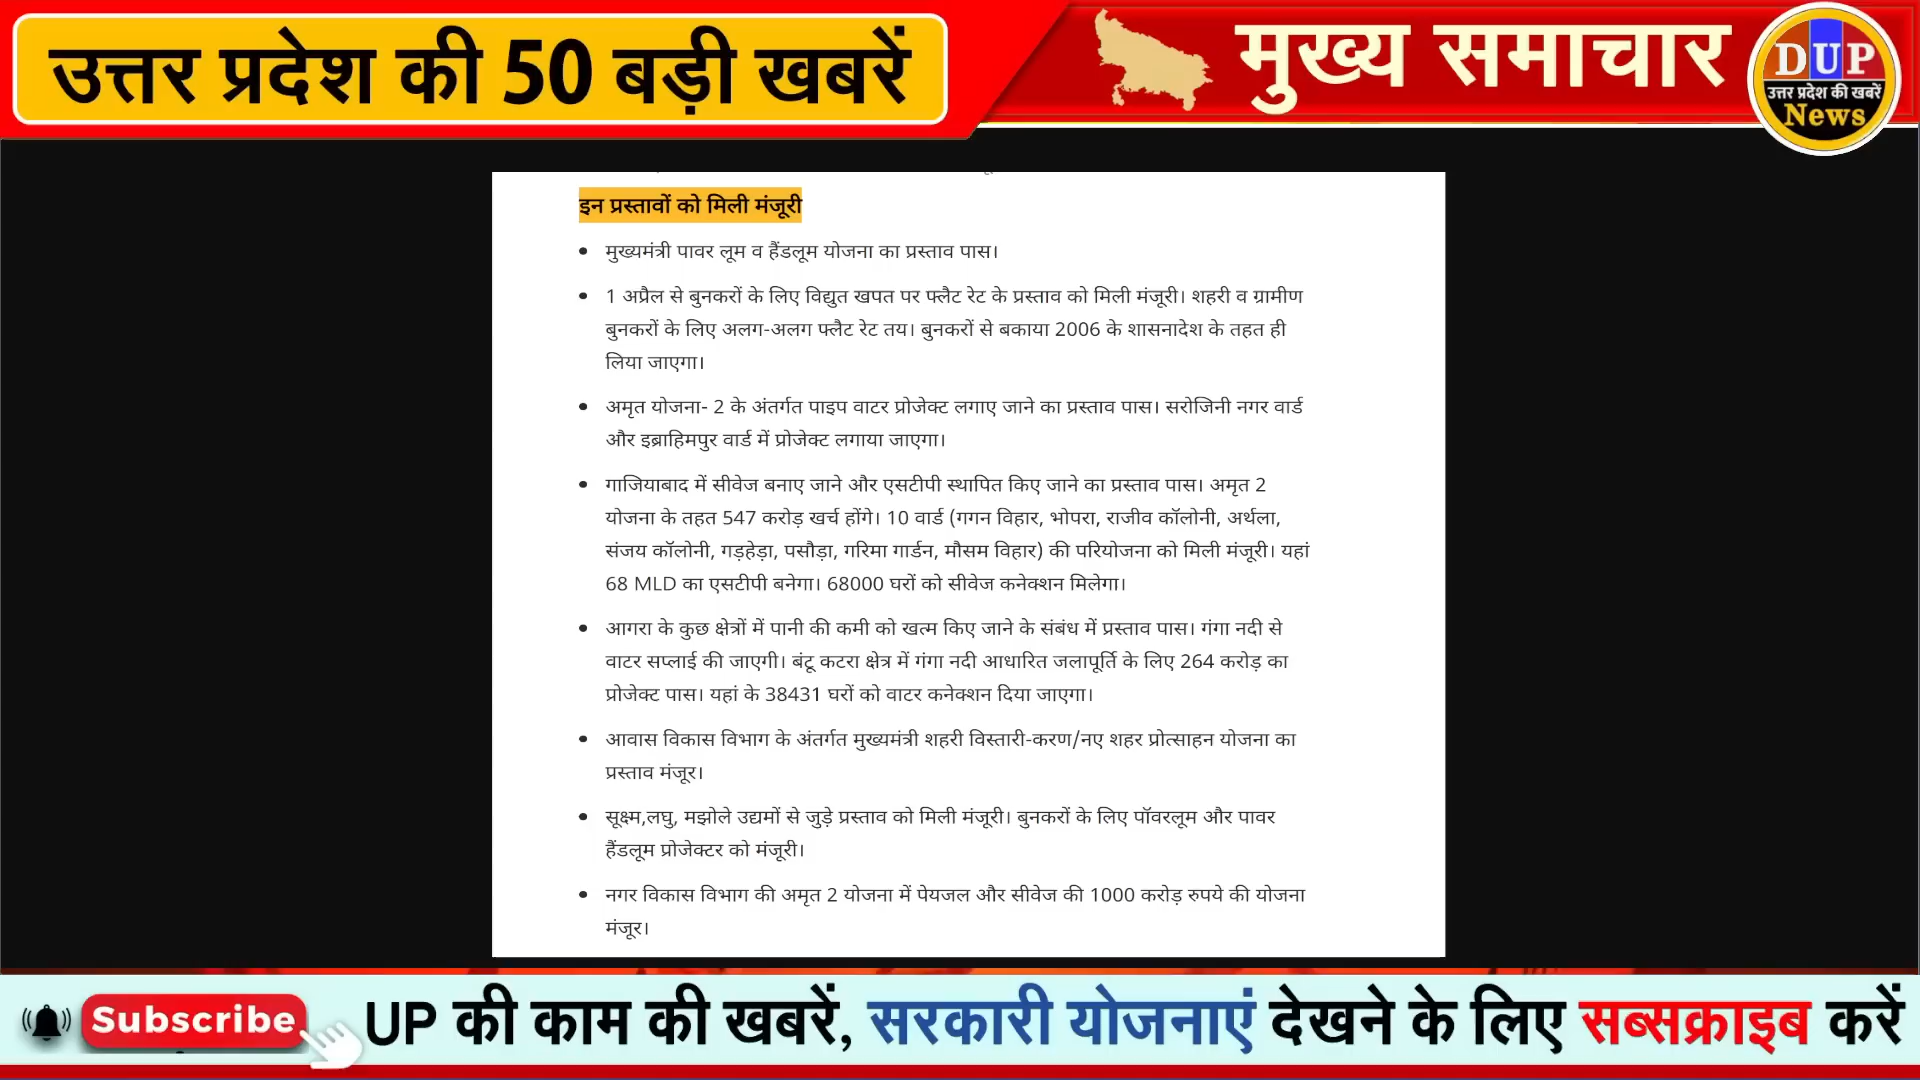 उत्तर प्रदेश की 50 बड़ी खबरें
मुख्य समाचार
DUP
उत्तर प्रदेश की खबरें
News
इन प्रस्तावों को मिली मंजूरी
मुख्यमंत्री पावर लूम व हैंडलूम योजना का प्रस्ताव पास।
1 अप्रैल से बुनकरों के लिए विद्युत खपत पर फ्लैट रेट के प्रस्ताव को मिली मंजूरी। शहरी व ग्रामीण
बुनकरों के लिए अलग-अलग फ्लैट रेट तय। बुनकरों से बकाया 2006 के शासनादेश के तहत ही
लिया जाएगा।
अमृत योजना- 2 के अंतर्गत पाइप वाटर प्रोजेक्ट लगाए जाने का प्रस्ताव पास। सरोजिनी नगर वार्ड
और इब्राहिमपुर वार्ड में प्रोजेक्ट लगाया जाएगा।
गाजियाबाद में सीवेज बनाए जाने और एसटीपी स्थापित किए जाने का प्रस्ताव पास। अमृत 2
योजना के तहत 547 करोड़ खर्च होंगे। 10 वार्ड (गगन विहार, भोपरा, राजीव कॉलोनी, अर्थला,
संजय कॉलोनी, गड़हेड़ा, पसौड़ा, गरिमा गार्डन, मौसम विहार) की परियोजना को मिली मंजूरी। यहां
68 MLD का एसटीपी बनेगा। 68000 घरों को सीवेज कनेक्शन मिलेगा।
आगरा के कुछ क्षेत्रों में पानी की कमी को खत्म किए जाने के संबंध में प्रस्ताव पास। गंगा नदी से
वाटर सप्लाई की जाएगी। बंटू कटरा क्षेत्र में गंगा नदी आधारित जलापूर्ति के लिए 264 करोड़ का
प्रोजेक्ट पास। यहां के 38431 घरों को वाटर कनेक्शन दिया जाएगा।
आवास विकास विभाग के अंतर्गत मुख्यमंत्री शहरी विस्तारी-करण/नए शहर प्रोत्साहन योजना का
प्रस्ताव मंजूर।
सूक्ष्म,लघु, मझोले उद्यमों से जुड़े प्रस्ताव को मिली मंजूरी। बुनकरों के लिए पॉवरलूम और पावर
हैंडलूम प्रोजेक्टर को मंजूरी।
नगर विकास विभाग की अमृत 2 योजना में पेयजल और सीवेज की 1000 करोड़ रुपये की योजना
मंजूर।
Subscribe
UP की काम की खबरें, सरकारी योजनाएं देखने के लिए सब्सक्राइब करें